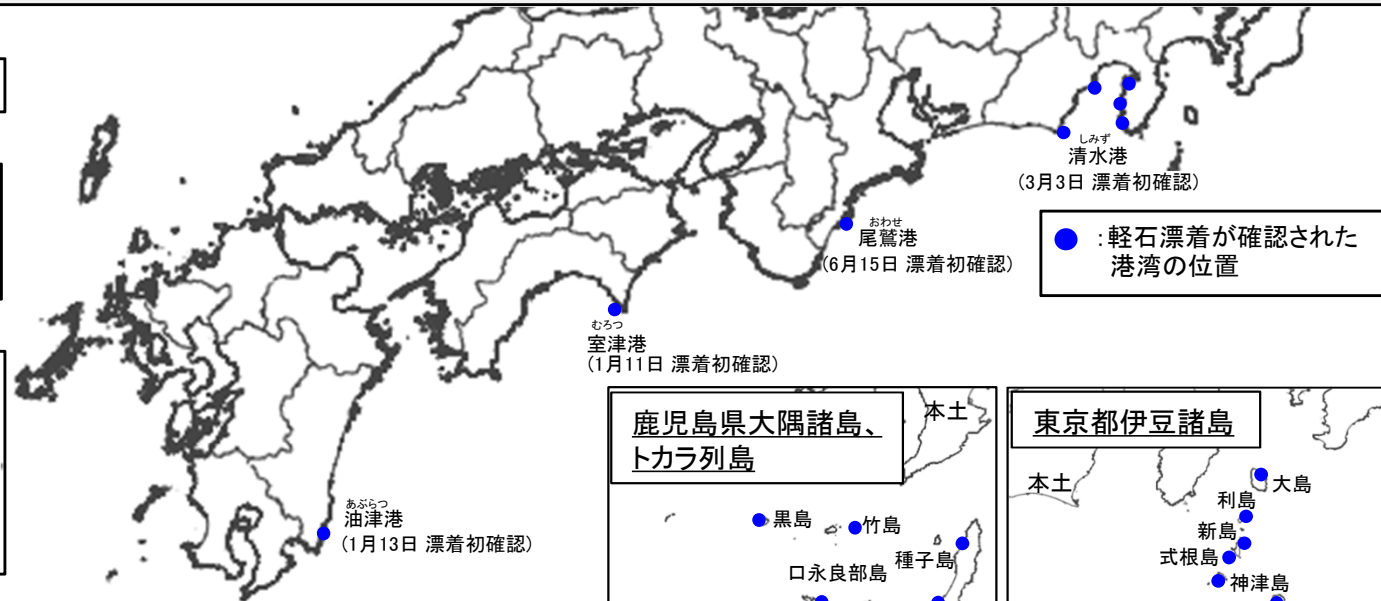 しみず
清水港
(3月3日 漂着初確認)
おわせ
尾鷲港
(6月15日 漂着初確認)
:軽石漂着が確認された
港湾の位置
むろつ
室津港
(1月11日 漂着初確認)
あぶらつ
油津港
(1月13日 漂着初確認)
鹿児島県大隅諸島、
トカラ列島
本土
黒島
竹島
種子島
口永良部島
東京都伊豆諸島
本土
大島
利島
新島
式根島
神津島